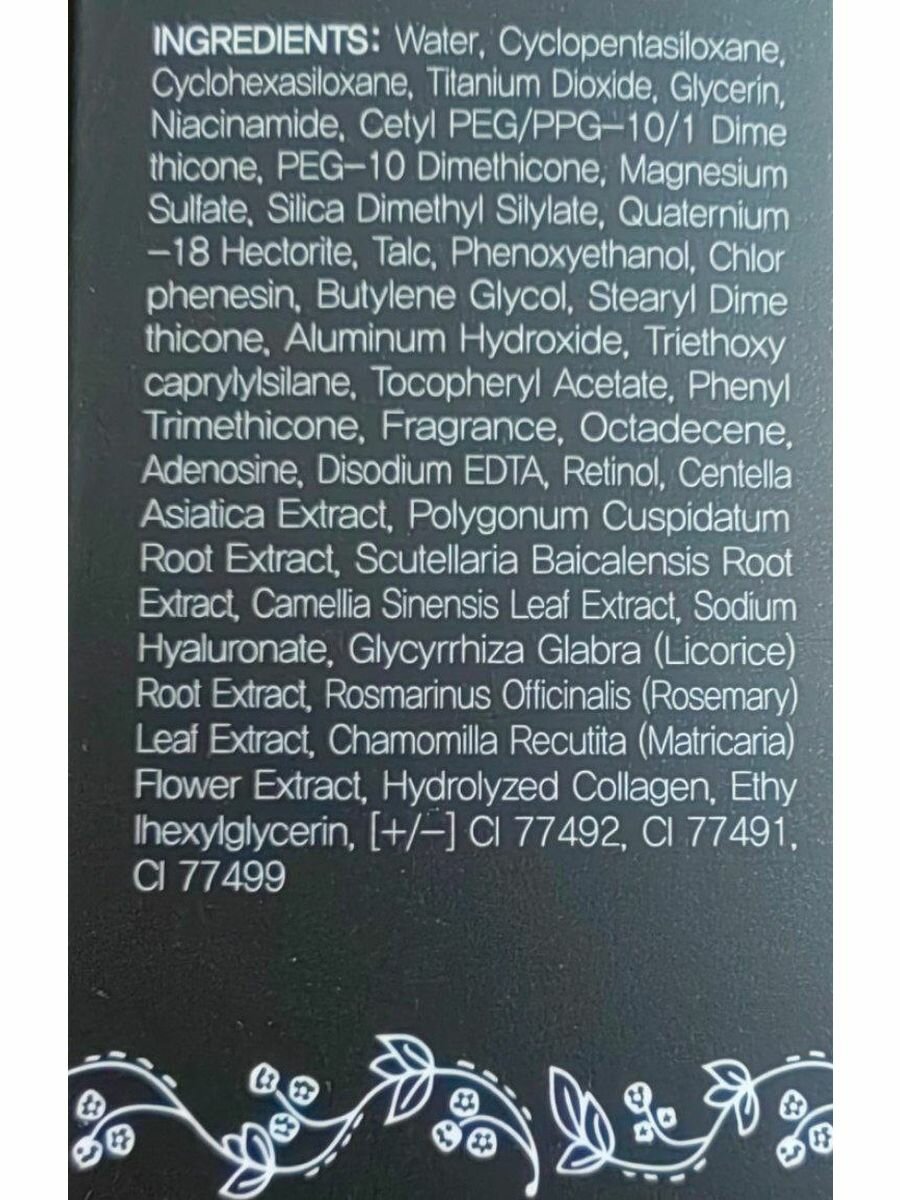 INGREDIENTS: Water, Cyclopentasiloxane,
Cyclohexasiloxane, Titanium Dioxide, Glycerin,
Niacinamide, Cetyl PEG/PPG–10/1 Dime
thicone, PEG–10 Dimethicone, Magnesium
Sulfate, Silica Dimethyl Silylate, Quaternium
–18 Hectorite, Talc, Phenoxyethanol, Chlor
phenesin, Butylene Glycol, Stearyl Dime
thicone, Aluminum Hydroxide, Triethoxy
caprylylsilane, Tocopheryl Acetate, Phenyl
Trimethicone, Fragrance, Octadecene,
Adenosine, Disodium EDTA, Retinol, Centella
Asiatica Extract, Polygonum Cuspidatum
Root Extract, Scutellaria Baicalensis Root
Extract, Camellia Sinensis Leaf Extract, Sodium
Hyaluronate, Glycyrrhiza Glabra (Licorice)
Root Extract, Rosmarinus Officinalis (Rosemary)
Leaf Extract, Chamomilla Recutita (Matricaria)
Flower Extract, Hydrolyzed Collagen, Ethy
lhexylglycerin, [+/–] CI 77492, CI 77491,
CI 77499